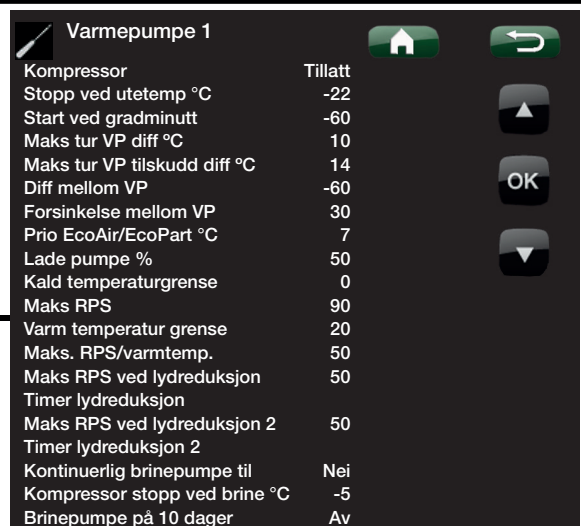 Varmepumpe 1
Kompressor Tillatt
Stopp ved utetemp °C -22
Start ved gradminutt -60
Maks tur VP diff ºC 10
Maks tur VP tilskudd diff ºC 14
Diff mellom VP -60
Forsinkelse mellom VP 30
Prio EcoAir/EcoPart °C 7
Lade pumpe % 50
Kald temperaturgrense 0
Maks RPS 90
Varm temperatur grense 20
Maks. RPS/varmtemp. 50
Maks RPS ved lydreduksjon 50
Timer lydreduksjon
Maks RPS ved lydreduksjon 2 50
Timer lydreduksjon 2
Kontinuerlig brinepumpe til Nei
Kompressor stopp ved brine °C -5
Brinepumpe på 10 dager Av
OK